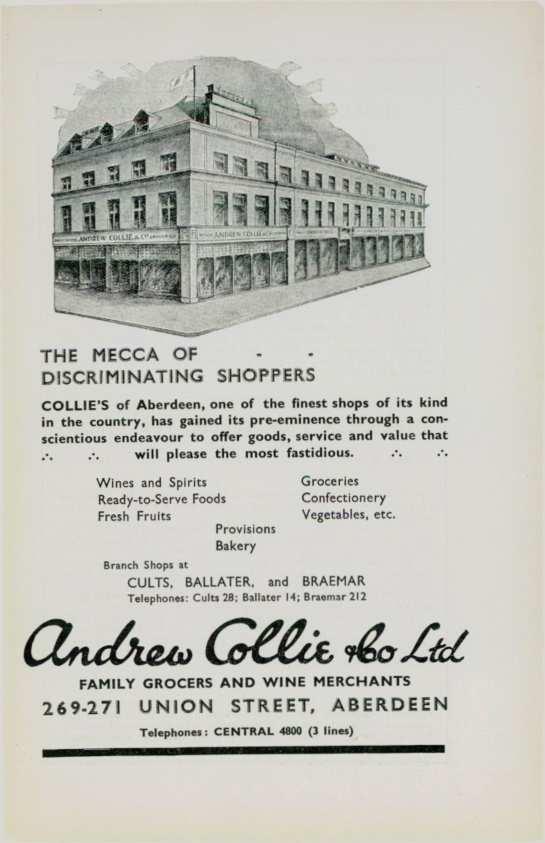 ANDREW COLLIE & CO
ANDREW COLLIE & CO
THE MECCA OF - -
DISCRIMINATING SHOPPERS
COLLIE'S of Aberdeen, one of the finest shops of its kind
in the country, has gained its pre-eminence through a con-
scientious endeavour to offer goods, service and value that
∴ ∴ will please the most fastidious. ∴ ∴
Wines and Spirits
Ready-to-Serve Foods
Fresh Fruits
Groceries
Confectionery
Vegetables, etc.
Provisions
Bakery
Branch Shops at
CULTS, BALLATER, and BRAEMAR
Telephones: Cults 28; Ballater 14; Braemar 212
Andrew Collie & Co Ltd
FAMILY GROCERS AND WINE MERCHANTS
269-271 UNION STREET, ABERDEEN
Telephones: CENTRAL 4800 (3 lines)